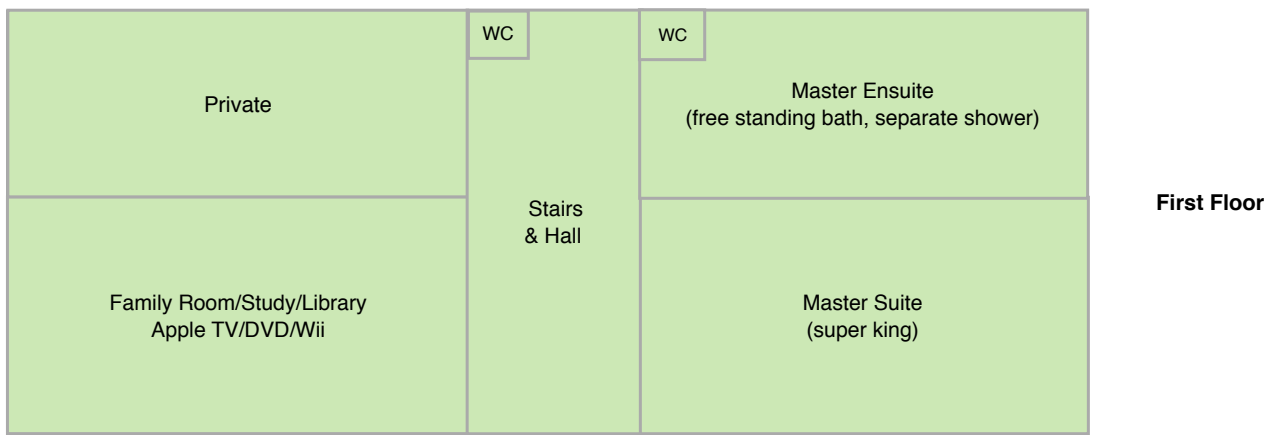 WC
WC
Private
Master Ensuite
(free standing bath, separate shower)
Stairs
& Hall
First Floor
Family Room/Study/Library
Apple TV/DVD/Wii
Master Suite
(super king)